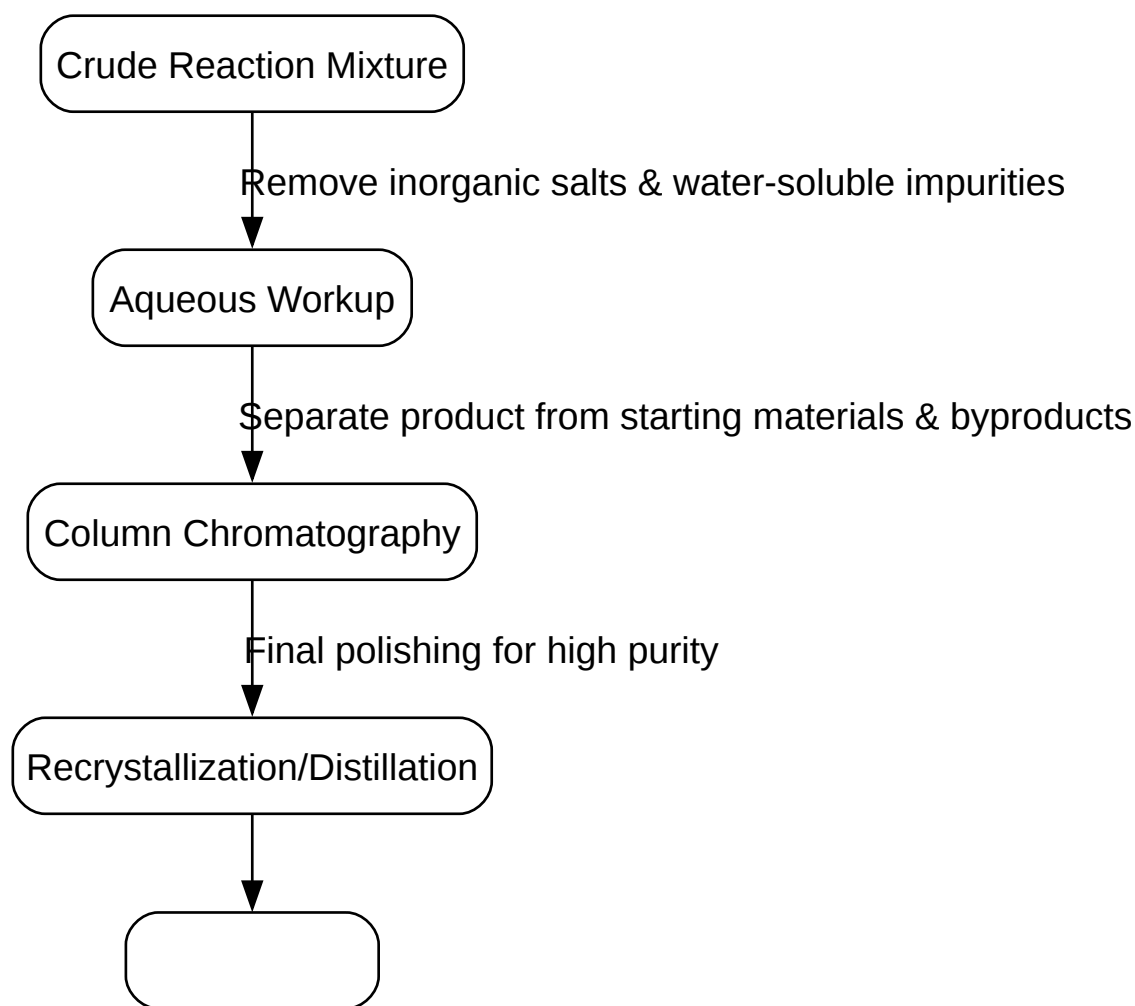 Crude Reaction Mixture
Remove inorganic salts & water-soluble impurities
Aqueous Workup
Separate product from starting materials & byproducts
Column Chromatography
Final polishing for high purity
Recrystallization/Distillation